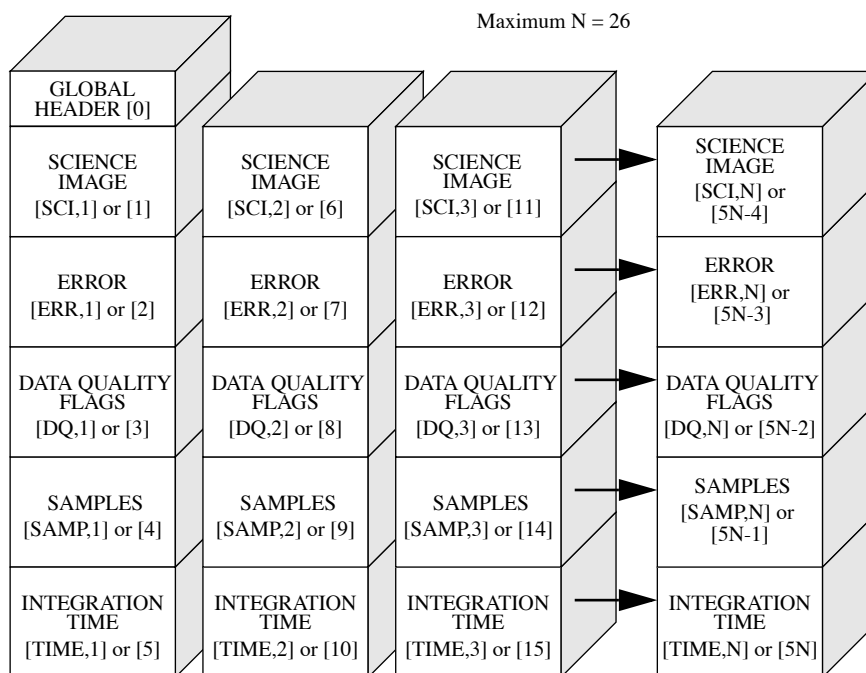 Maximum N = 26
GLOBAL
HEADER [0]
SCIENCE
IMAGE
[SCI,1] or [1]
ERROR
[ERR,1] or [2]
DATA QUALITY
FLAGS
[DQ,1] or [3]
SAMPLES
[SAMP,1] or [4]
INTEGRATION
TIME
[TIME,1] or [5]
SCIENCE
IMAGE
[SCI,2] or [6]
ERROR
[ERR,2] or [7]
DATA QUALITY
FLAGS
[DQ,2] or [8]
SAMPLES
[SAMP,2] or [9]
INTEGRATION
TIME
[TIME,2] or [10]
SCIENCE
IMAGE
[SCI,3] or [11]
ERROR
[ERR,3] or [12]
DATA QUALITY
FLAGS
[DQ,3] or [13]
SAMPLES
[SAMP,3] or [14]
INTEGRATION
TIME
[TIME,3] or [15]
SCIENCE
IMAGE
[SCI,N] or
[5N-4]
ERROR
[ERR,N] or
[5N-3]
DATA QUALITY
FLAGS
[DQ,N] or [5N-2]
SAMPLES
[SAMP,N] or
[5N-1]
INTEGRATION
TIME
[TIME,N] or [5N]